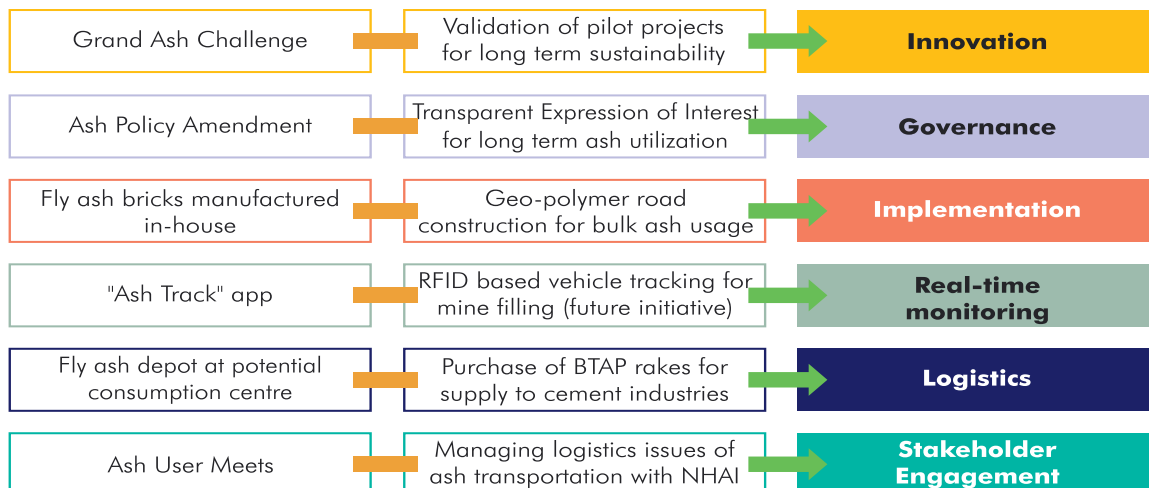 Grand Ash Challenge
Validation of pilot projects
for long term sustainability
Innovation
Ash Policy Amendment
Transparent Expression of Interest
for long term ash utilization
Governance
Fly ash bricks manufactured
in-house
Geo-polymer road
construction for bulk ash usage
Implementation
"Ash Track" app
RFID based vehicle tracking for
mine filling (future initiative)
Real-time
monitoring
Fly ash depot at potential
consumption centre
Purchase of BTAP rakes for
supply to cement industries
Logistics
Ash User Meets
Managing logistics issues of
ash transportation with NHAI
Stakeholder
Engagement